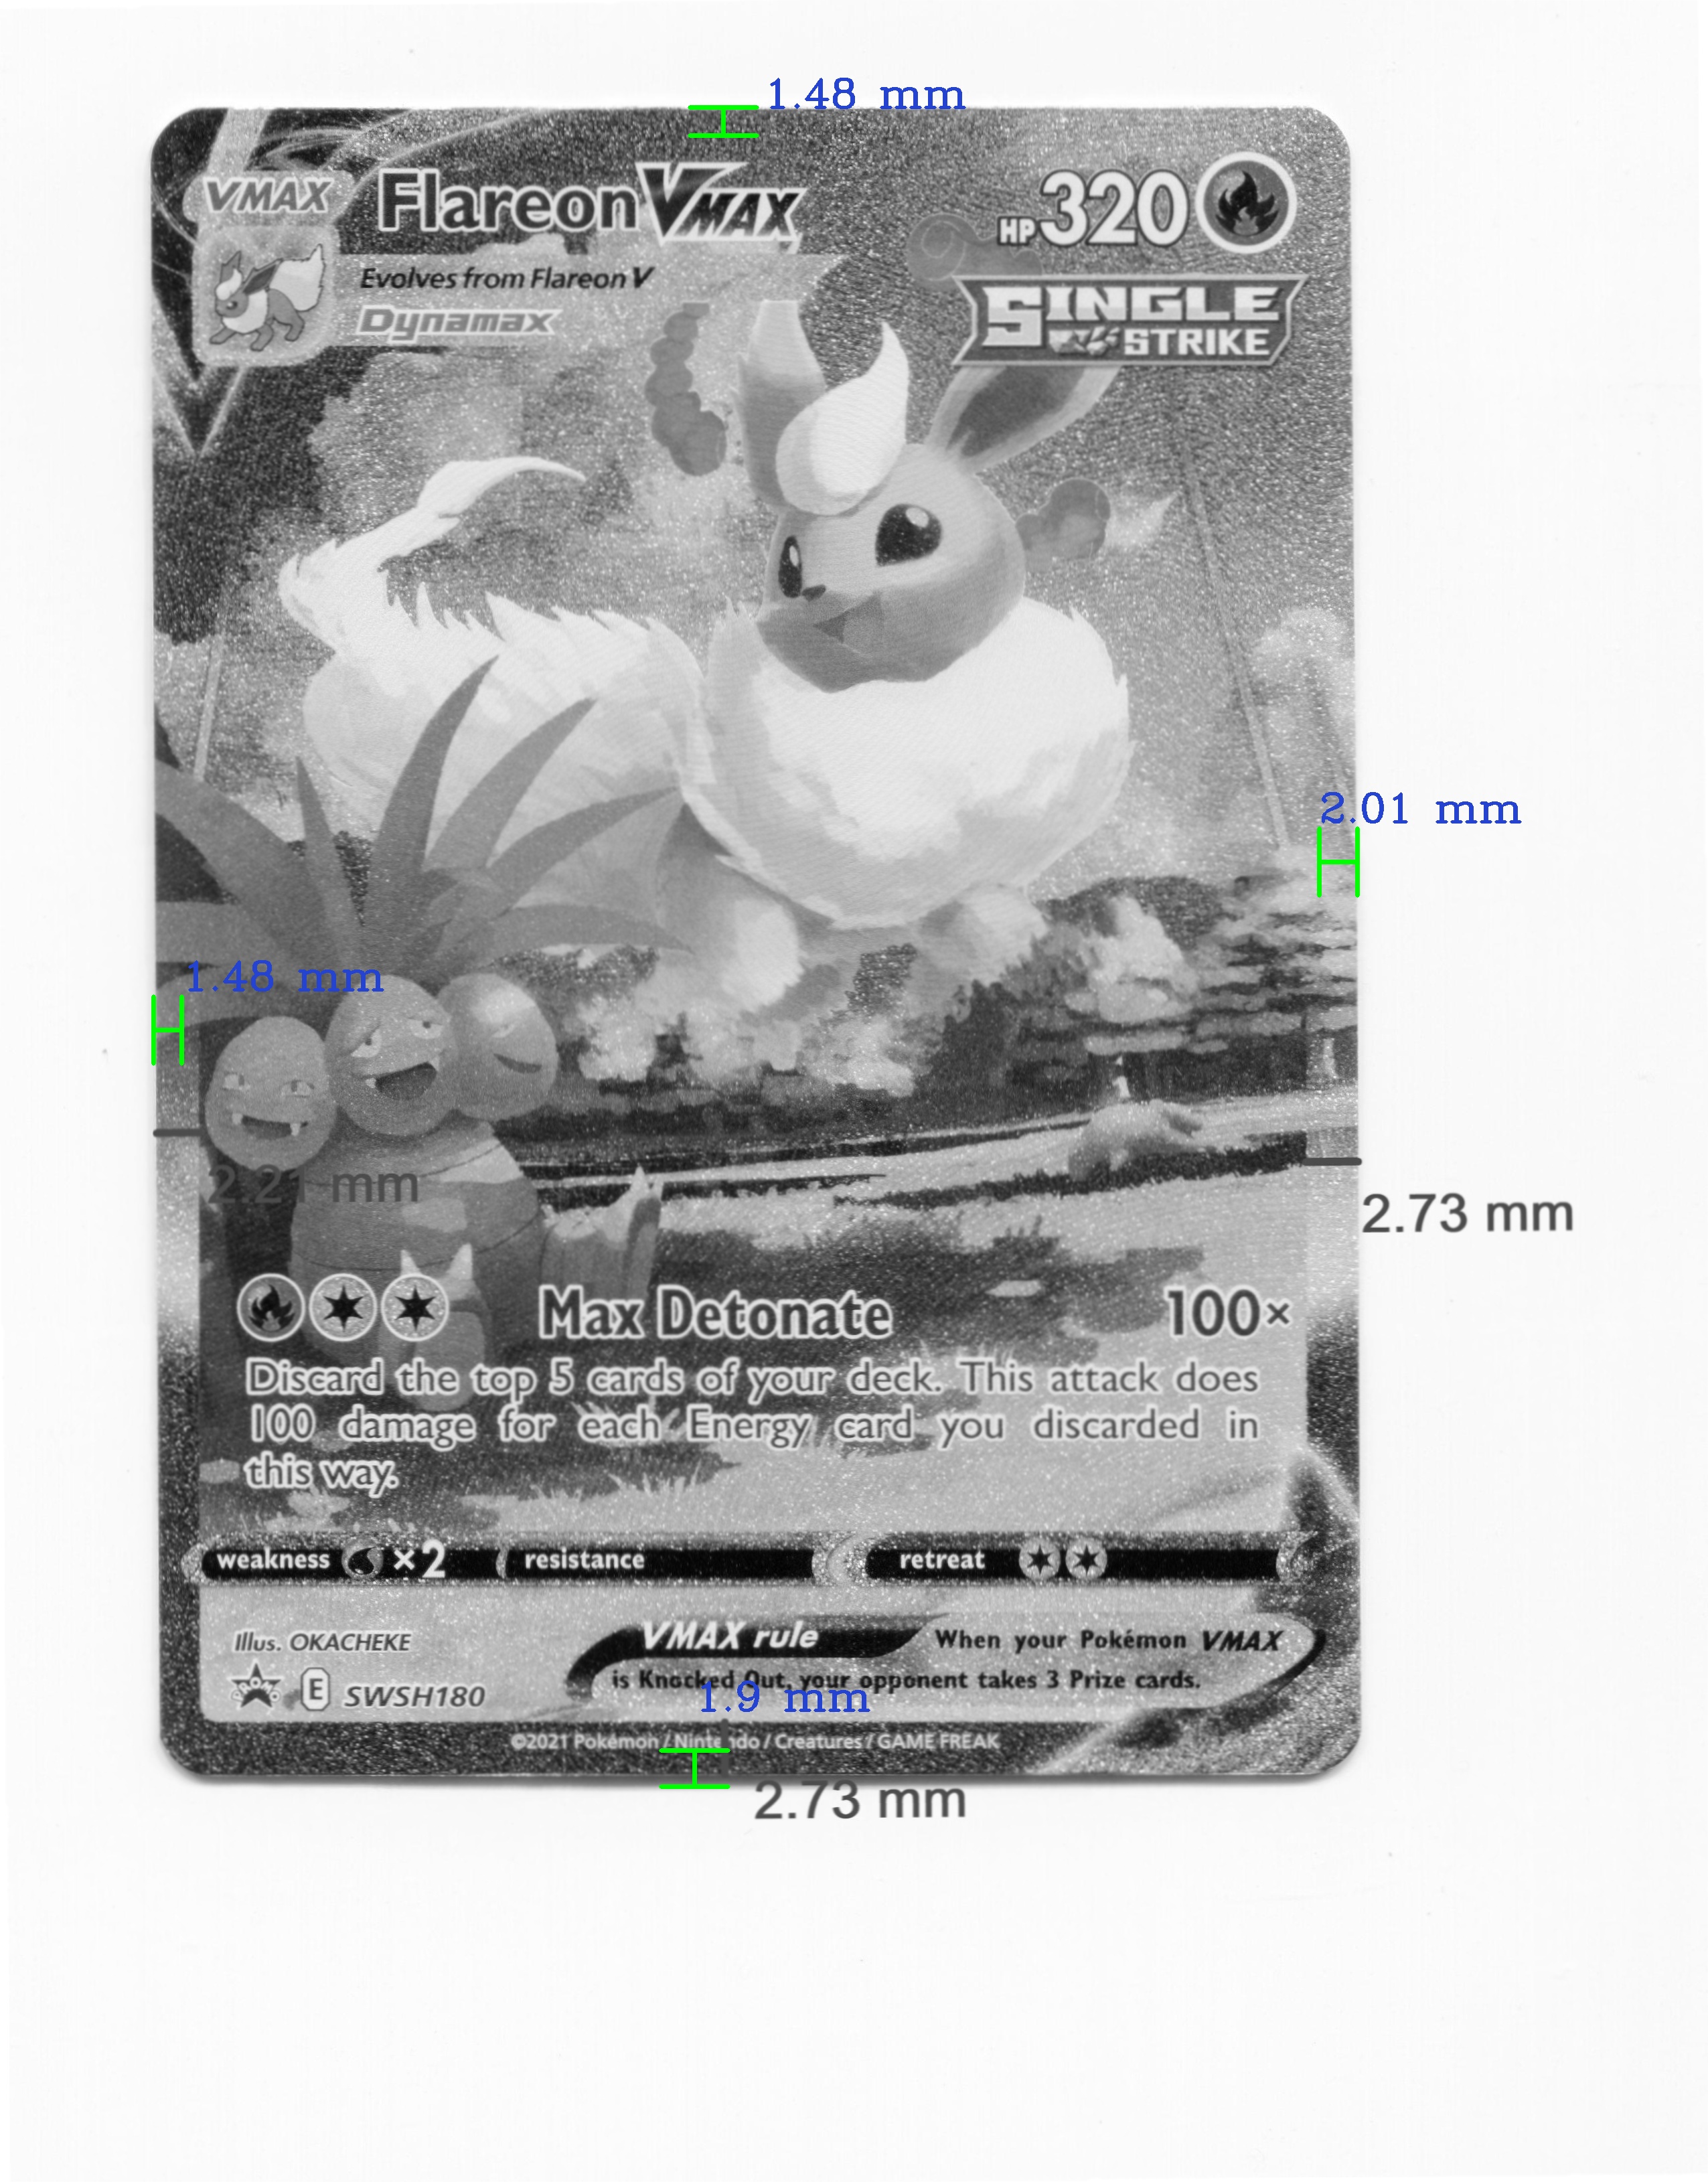 1.48 mm
VMAX Flareon VMAX HP 320
Evolves from Flareon V
Dynamax
SINGLE STRIKE
2.01 mm
1.48 mm
2.21 mm
2.73 mm
Max Detonate 100×
Discard the top 5 cards of your deck. This attack does
100 damage for each Energy card you discarded in
this way.
weakness ×2 resistance retreat
Illus. OKACHEKE
VMAX rule When your Pokémon VMAX
is Knocked Out, your opponent takes 3 Prize cards.
E SWSH180
1.9 mm
©2021 Pokémon / Nintendo / Creatures / GAME FREAK
2.73 mm